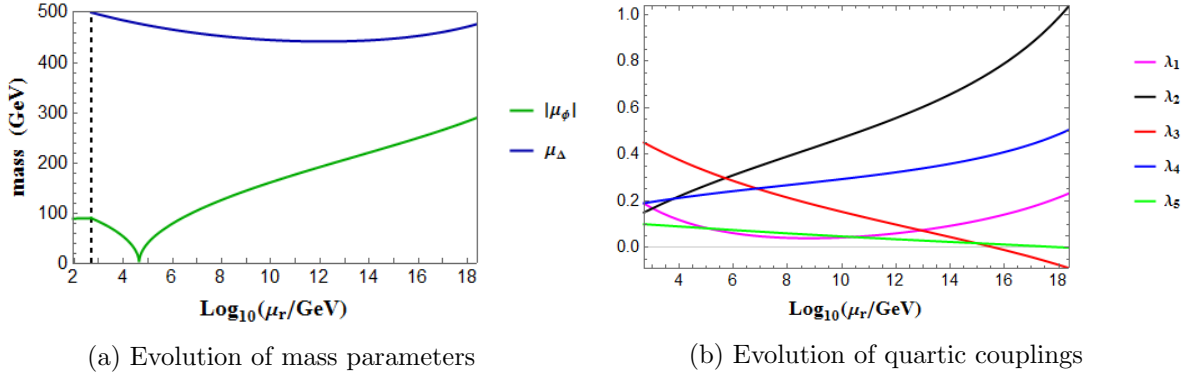 500
400
300
200
100
0
mass (GeV)
2 4 6 8 10 12 14 16 18
Log₁₀(μᵣ/GeV)
|μ_ϕ|
μ_Δ
(a) Evolution of mass parameters
1.0
0.8
0.6
0.4
0.2
0.0
4 6 8 10 12 14 16 18
Log₁₀(μᵣ/GeV)
λ₁
λ₂
λ₃
λ₄
λ₅
(b) Evolution of quartic couplings